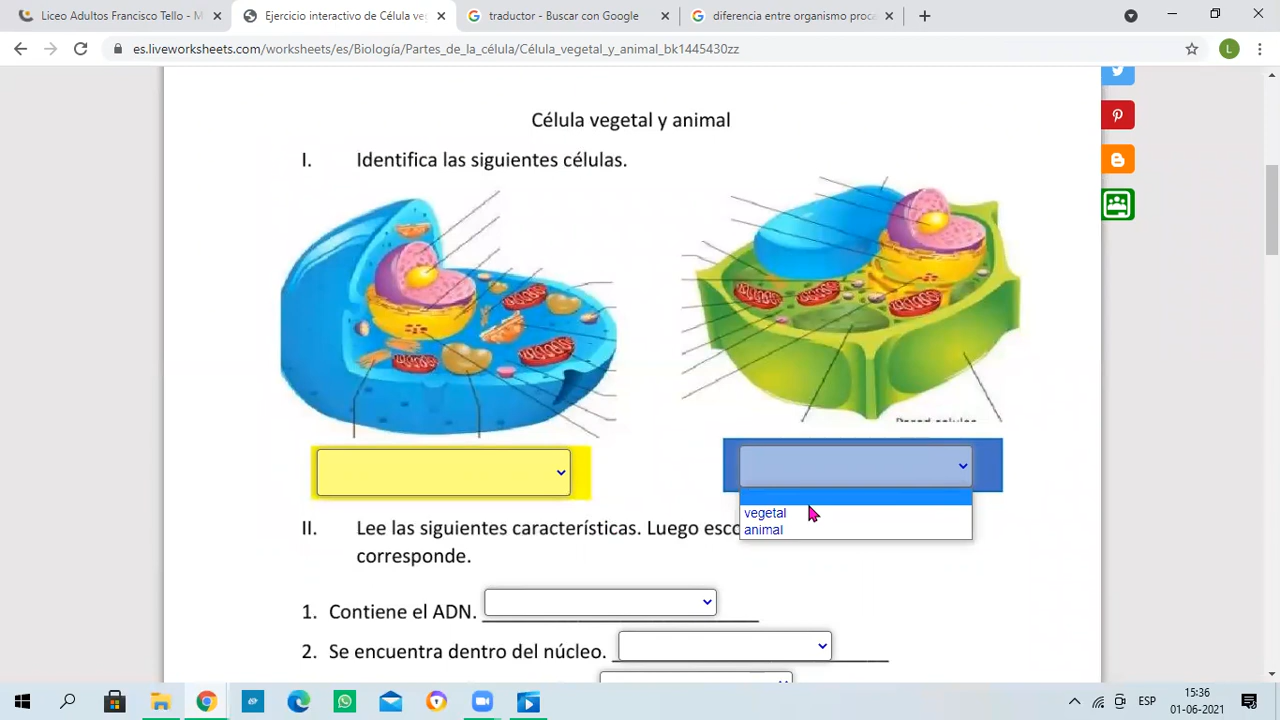 Liceo Adultos Francisco Tello - M
Ejercicio interactivo de Célula ve
traductor - Buscar con Google
diferencia entre organismo proca
es.liveworksheets.com/worksheets/es/Biología/Partes_de_la_célula/Célula_vegetal_y_animal_bk1445430zz
L
Célula vegetal y animal
I. Identifica las siguientes células.
Pared celular
vegetal
animal
II. Lee las siguientes características. Luego esco
corresponde.
1. Contiene el ADN.
2. Se encuentra dentro del núcleo.
ESP
15:36
01-06-2021